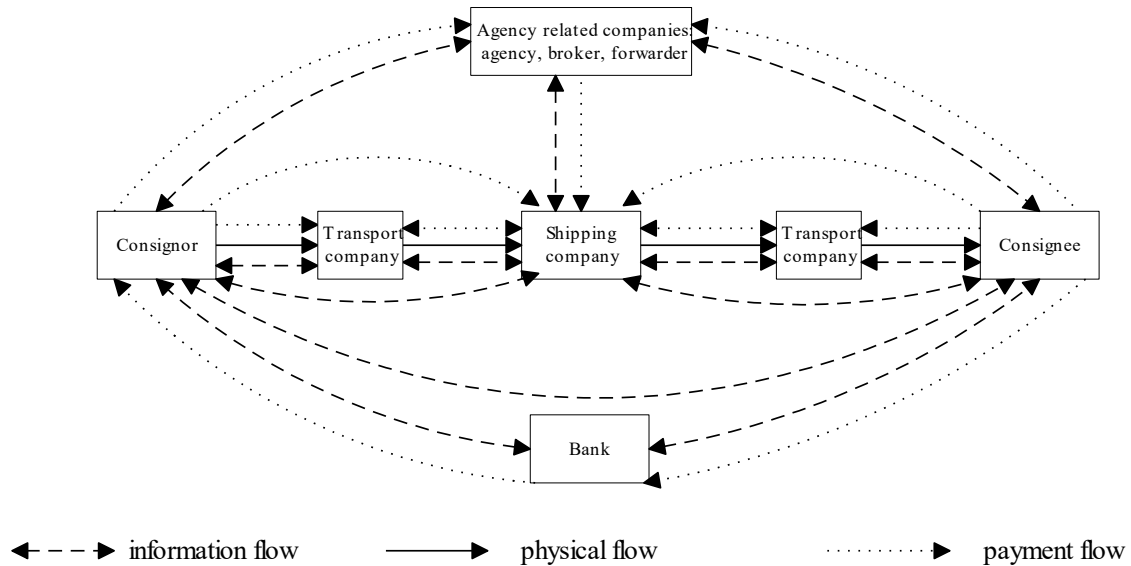 Agency related companies:
agency, broker, forwarder
Consignor
Transport
company
Shipping
company
Transport
company
Consignee
Bank
information flow
physical flow
payment flow